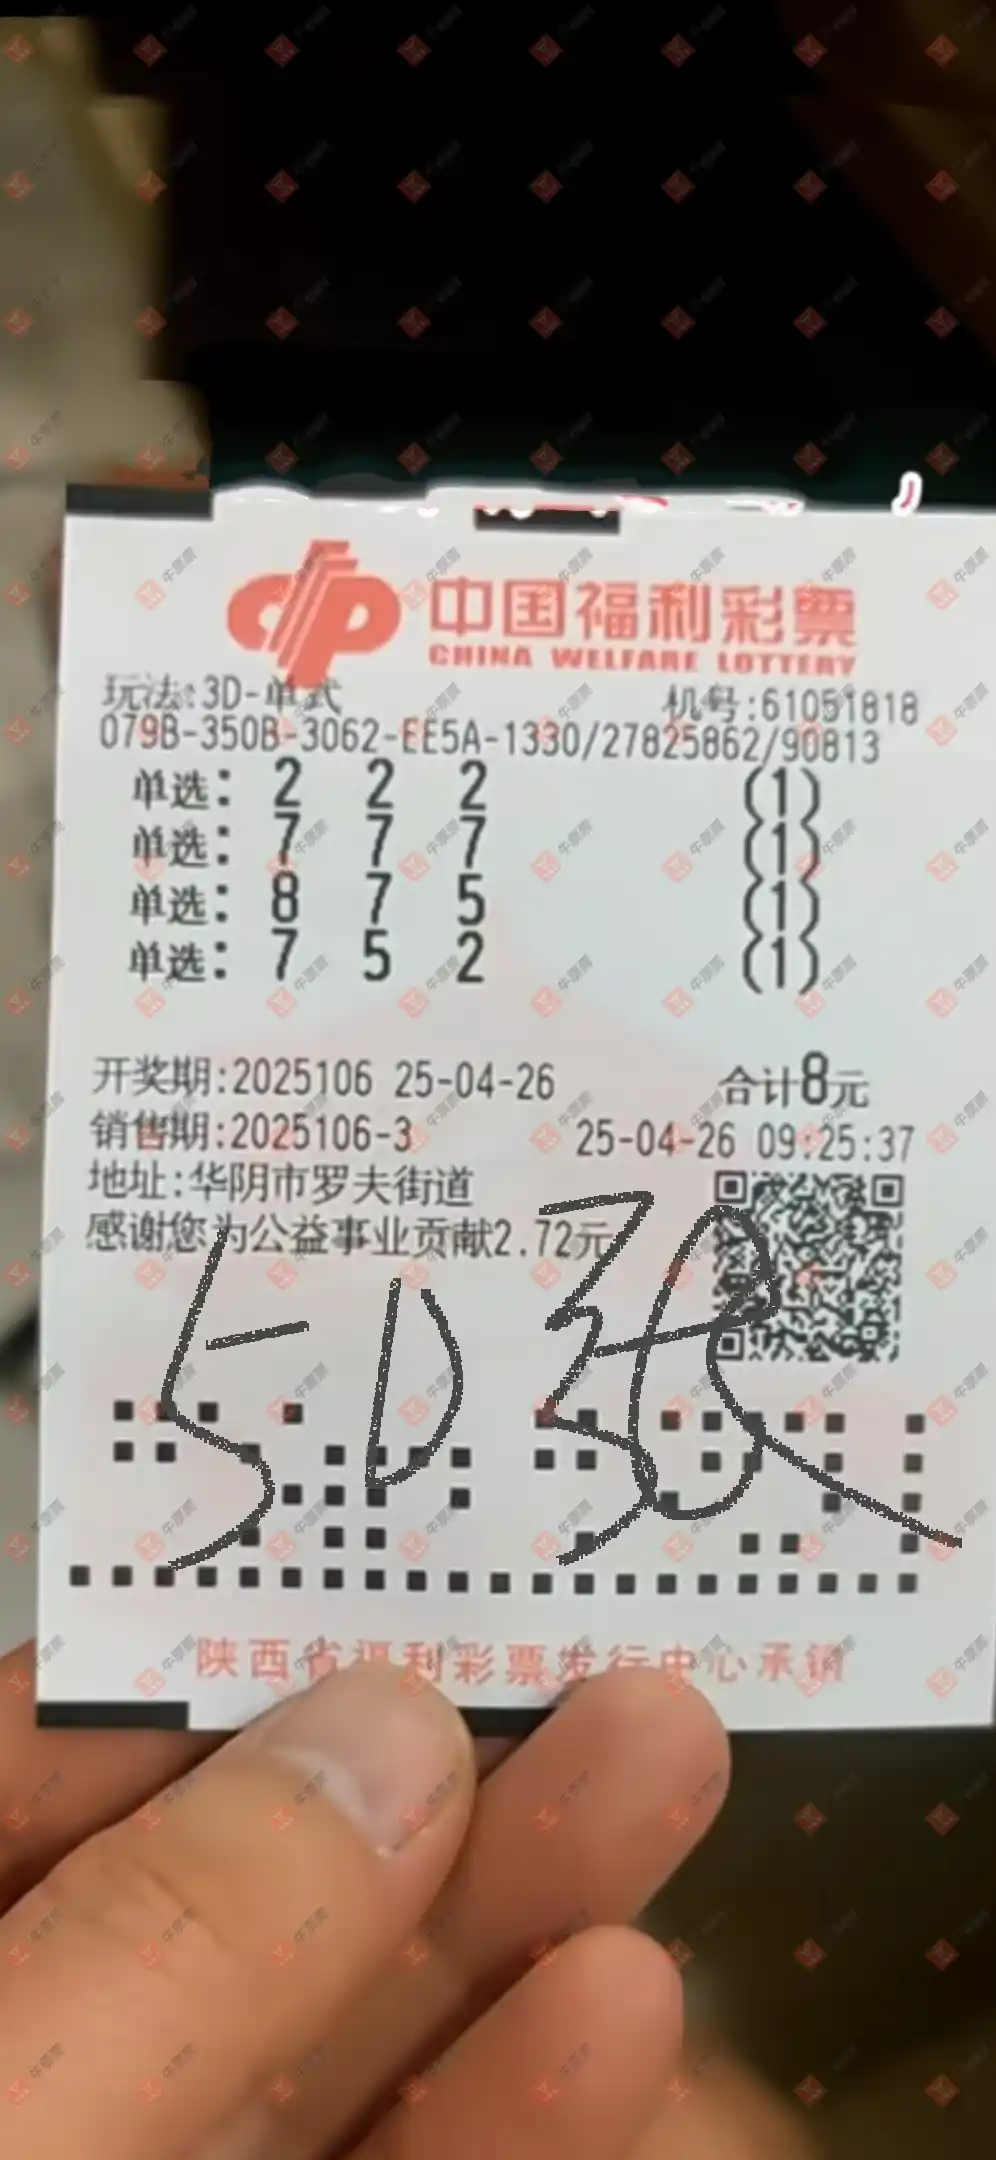 中国福利彩票
CHINA WELFARE LOTTERY
玩法:3D-单式 机号:61051818
079B-350B-3062-EE5A-1330/27825862/90813
单选: 2 2 2 (1)
单选: 7 7 7 (1)
单选: 8 7 5 (1)
单选: 7 5 2 (1)
开奖期:2025106 25-04-26 合计8元
销售期:2025106-3 25-04-26 09:25:37
地址:华阴市罗夫街道
感谢您为公益事业贡献2.72元
陕西省福利彩票发行中心承销